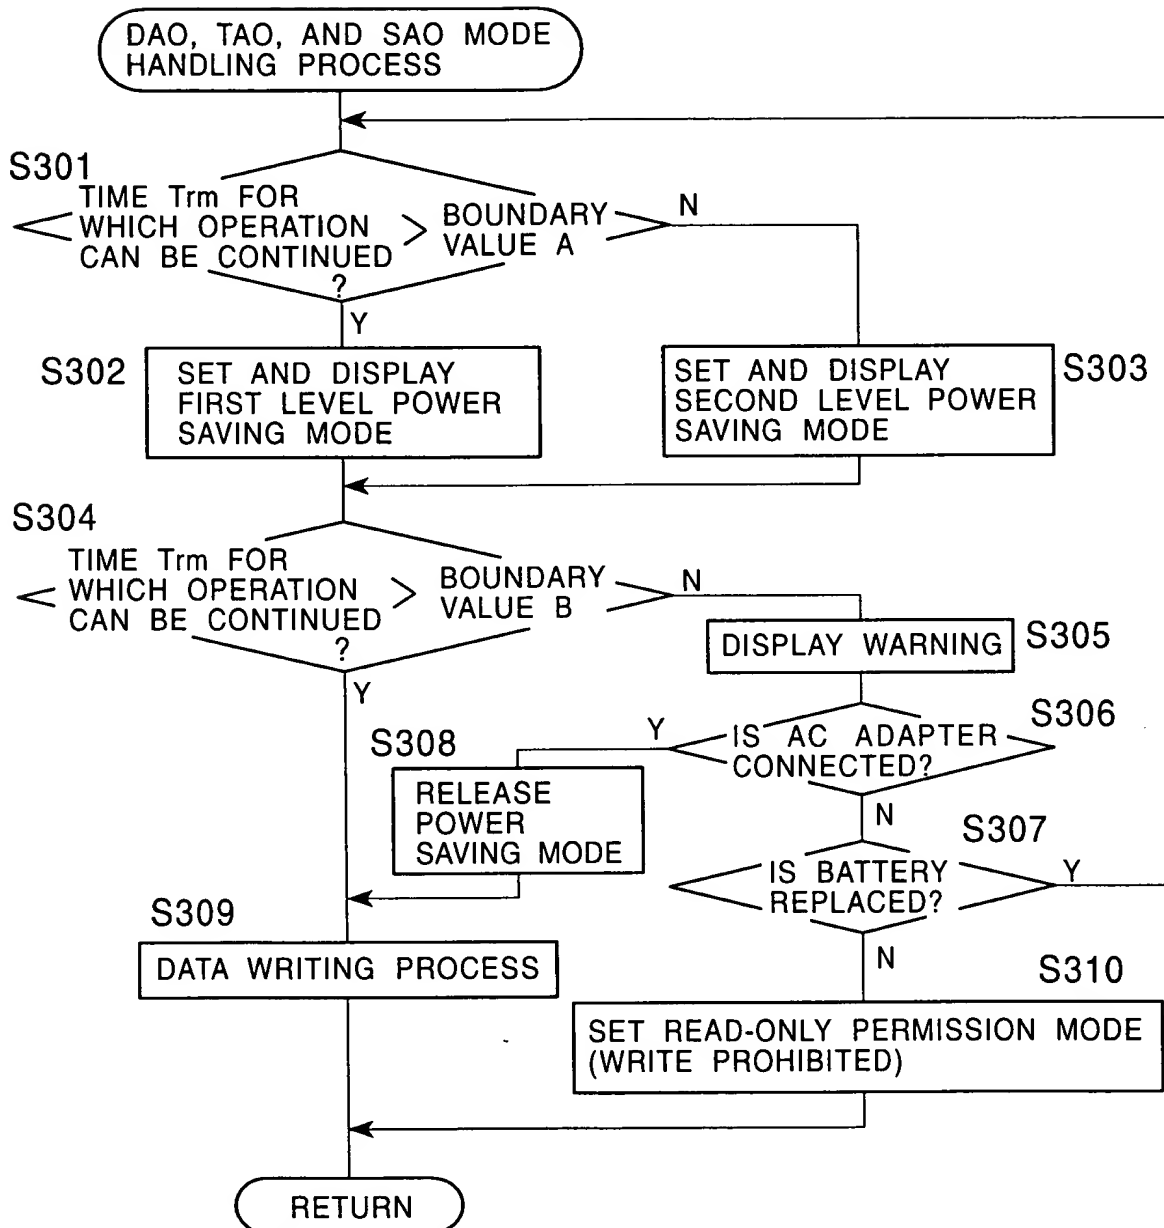 DAO, TAO, AND SAO MODE
HANDLING PROCESS
S301
TIME Trm FOR
WHICH OPERATION
CAN BE CONTINUED
>
BOUNDARY
VALUE A
?
N
Y
S302
SET AND DISPLAY
FIRST LEVEL POWER
SAVING MODE
SET AND DISPLAY
SECOND LEVEL POWER
SAVING MODE
S303
S304
TIME Trm FOR
WHICH OPERATION
CAN BE CONTINUED
>
BOUNDARY
VALUE B
?
N
Y
DISPLAY WARNING
S305
S306
IS AC ADAPTER
CONNECTED?
Y
N
S308
RELEASE
POWER
SAVING MODE
S307
IS BATTERY
REPLACED?
Y
N
S309
DATA WRITING PROCESS
S310
SET READ-ONLY PERMISSION MODE
(WRITE PROHIBITED)
RETURN